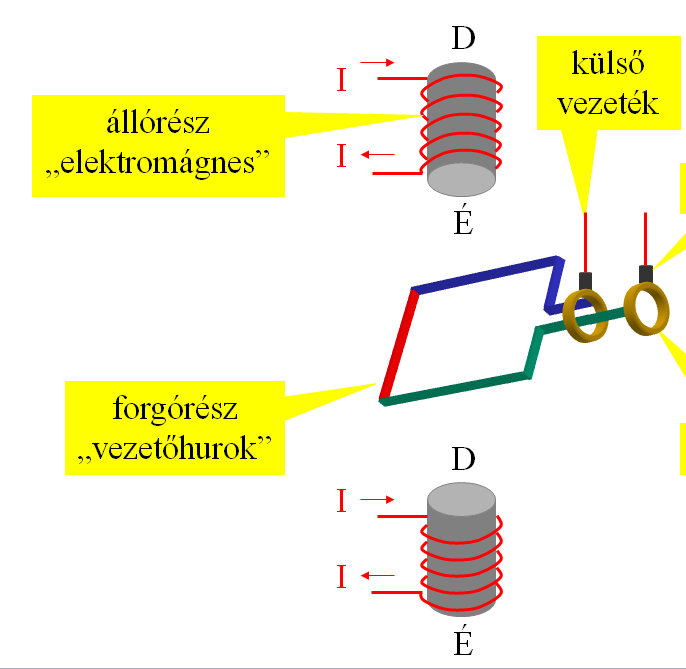 D
I
külső
vezeték
állórész
„elektromágnes”
I
É
forgórész
„vezetőhurok”
D
I
I
É